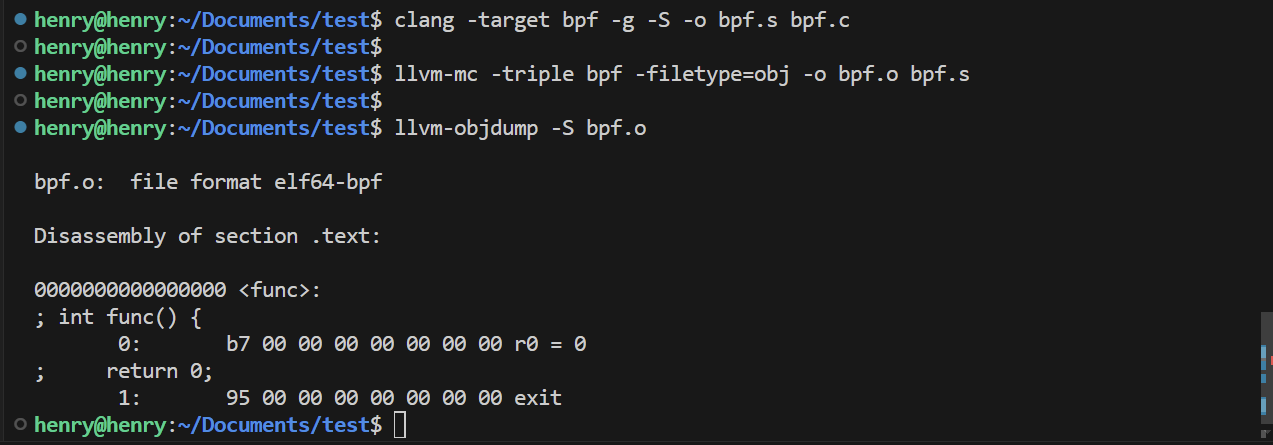 henry@henry:~/Documents/test$ clang -target bpf -g -S -o bpf.s bpf.c
henry@henry:~/Documents/test$
henry@henry:~/Documents/test$ llvm-mc -triple bpf -filetype=obj -o bpf.o bpf.s
henry@henry:~/Documents/test$
henry@henry:~/Documents/test$ llvm-objdump -S bpf.o
bpf.o:  file format elf64-bpf
Disassembly of section .text:
0000000000000000 <func>:
; int func() {
       0:       b7 00 00 00 00 00 00 00 r0 = 0
;     return 0;
       1:       95 00 00 00 00 00 00 00 exit
henry@henry:~/Documents/test$